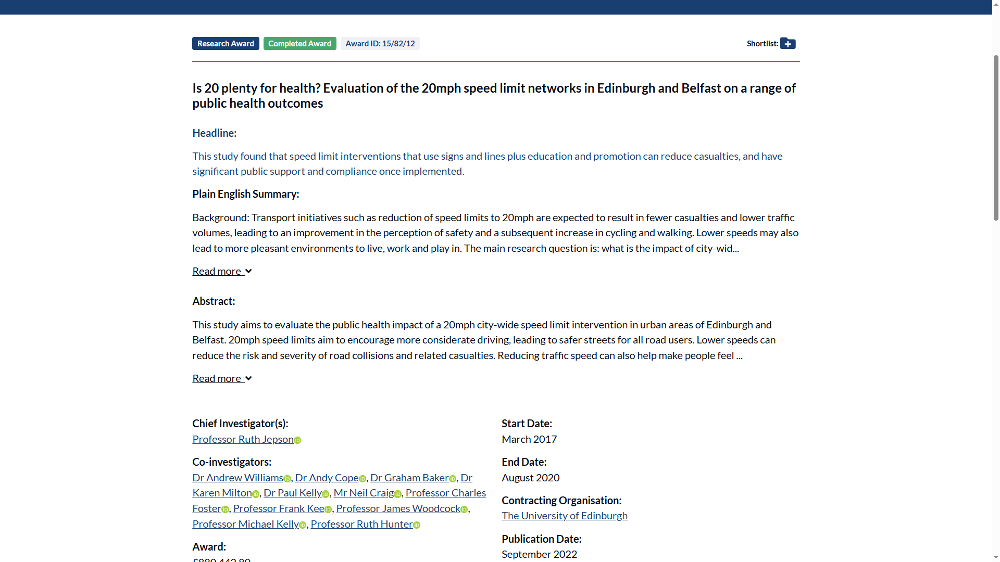 Research Award
Completed Award
Award ID: 15/82/12
Shortlist:
Is 20 plenty for health? Evaluation of the 20mph speed limit networks in Edinburgh and Belfast on a range of
public health outcomes
Headline:
This study found that speed limit interventions that use signs and lines plus education and promotion can reduce casualties, and have
significant public support and compliance once implemented.
Plain English Summary:
Background: Transport initiatives such as reduction of speed limits to 20mph are expected to result in fewer casualties and lower traffic
volumes, leading to an improvement in the perception of safety and a subsequent increase in cycling and walking. Lower speeds may also
lead to more pleasant environments to live, work and play in. The main research question is: what is the impact of city-wid...
Read more
Abstract:
This study aims to evaluate the public health impact of a 20mph city-wide speed limit intervention in urban areas of Edinburgh and
Belfast. 20mph speed limits aim to encourage more considerate driving, leading to safer streets for all road users. Lower speeds can
reduce the risk and severity of road collisions and related casualties. Reducing traffic speed can also help make people feel ...
Read more
Chief Investigator(s):
Professor Ruth Jepson
Co-investigators:
Dr Andrew Williams, Dr Andy Cope, Dr Graham Baker, Dr
Karen Milton, Dr Paul Kelly, Mr Neil Craig, Professor Charles
Foster, Professor Frank Kee, Professor James Woodcock,
Professor Michael Kelly, Professor Ruth Hunter
Award:
£880,442.80
Start Date:
March 2017
End Date:
August 2020
Contracting Organisation:
The University of Edinburgh
Publication Date:
September 2022